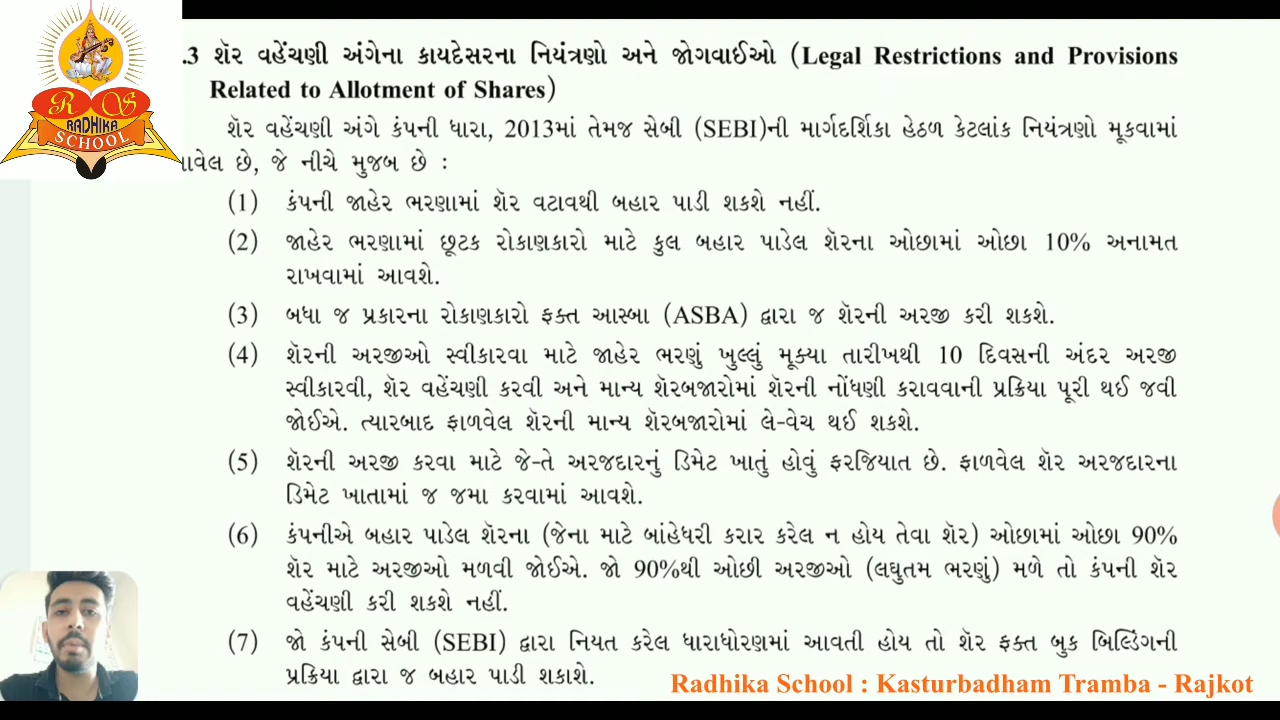 R S
RADHIKA
SCHOOL
.3 શૅર વહેંચણી અંગેના કાયદેસરના નિયંત્રણો અને જોગવાઈઓ (Legal Restrictions and Provisions
Related to Allotment of Shares)
શૅર વહેંચણી અંગે કંપની ધારા, 2013માં તેમજ સેબી (SEBI)ની માર્ગદર્શિકા હેઠળ કેટલાંક નિયંત્રણો મૂકવામાં
ાવેલ છે, જે નીચે મુજબ છે :
(1) કંપની જાહેર ભરણામાં શૅર વટાવથી બહાર પાડી શકશે નહીં.
(2) જાહેર ભરણામાં છૂટક રોકાણકારો માટે કુલ બહાર પાડેલ શૅરના ઓછામાં ઓછા 10% અનામત
રાખવામાં આવશે.
(3) બધા જ પ્રકારના રોકાણકારો ફક્ત આસ્બા (ASBA) દ્વારા જ શૅરની અરજી કરી શકશે.
(4) શૅરની અરજીઓ સ્વીકારવા માટે જાહેર ભરણું ખુલ્લું મૂક્યા તારીખથી 10 દિવસની અંદર અરજી
સ્વીકારવી, શૅર વહેંચણી કરવી અને માન્ય શૅરબજારોમાં શૅરની નોંધણી કરાવવાની પ્રક્રિયા પૂરી થઈ જવી
જોઈએ. ત્યારબાદ ફાળવેલ શૅરની માન્ય શૅરબજારોમાં લે-વેચ થઈ શકશે.
(5) શૅરની અરજી કરવા માટે જે-તે અરજદારનું ડિમેટ ખાતું હોવું ફરજિયાત છે. ફાળવેલ શૅર અરજદારના
ડિમેટ ખાતામાં જ જમા કરવામાં આવશે.
(6) કંપનીએ બહાર પાડેલ શૅરના (જેના માટે બાંહેધરી કરાર કરેલ ન હોય તેવા શૅર) ઓછામાં ઓછા 90%
શૅર માટે અરજીઓ મળવી જોઈએ. જો 90%થી ઓછી અરજીઓ (લઘુતમ ભરણું) મળે તો કંપની શૅર
વહેંચણી કરી શકશે નહીં.
(7) જો કંપની સેબી (SEBI) દ્વારા નિયત કરેલ ધારાધોરણમાં આવતી હોય તો શૅર ફક્ત બુક બિલ્ડિંગની
પ્રક્રિયા દ્વારા જ બહાર પાડી શકાશે.
Radhika School : Kasturbadham Tramba - Rajkot